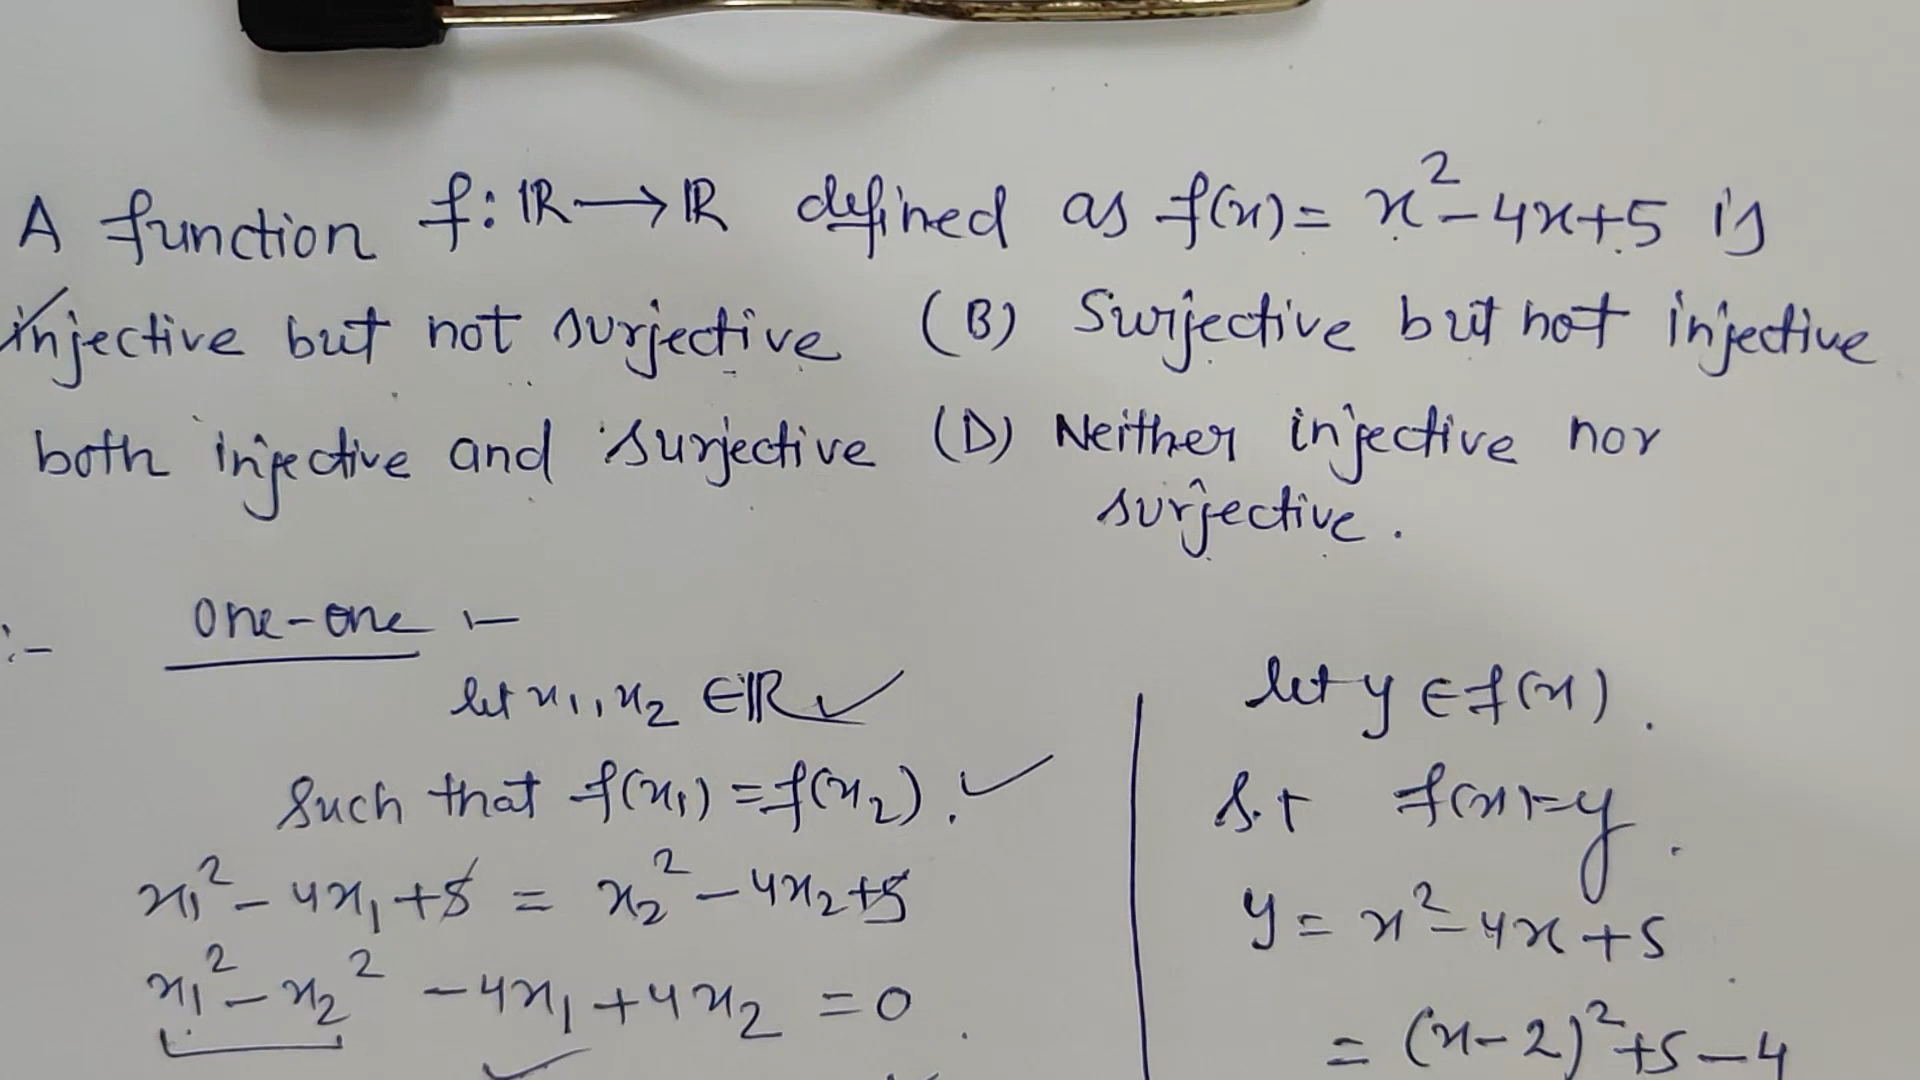 A function f: ℝ → ℝ defined as f(x) = x² - 4x + 5 is
injective but not surjective (B) Surjective but not injective
both injective and surjective (D) Neither injective nor
surjective.
:- one-one :-
let x₁, x₂ ∈ ℝ ✓
Such that f(x₁) = f(x₂). ✓
x₁² - 4x₁ + 5 = x₂² - 4x₂ + 5
x₁² - x₂² - 4x₁ + 4x₂ = 0
let y ∈ f(x).
S.t f(x) = y.
y = x² - 4x + 5
= (x - 2)² + 5 - 4